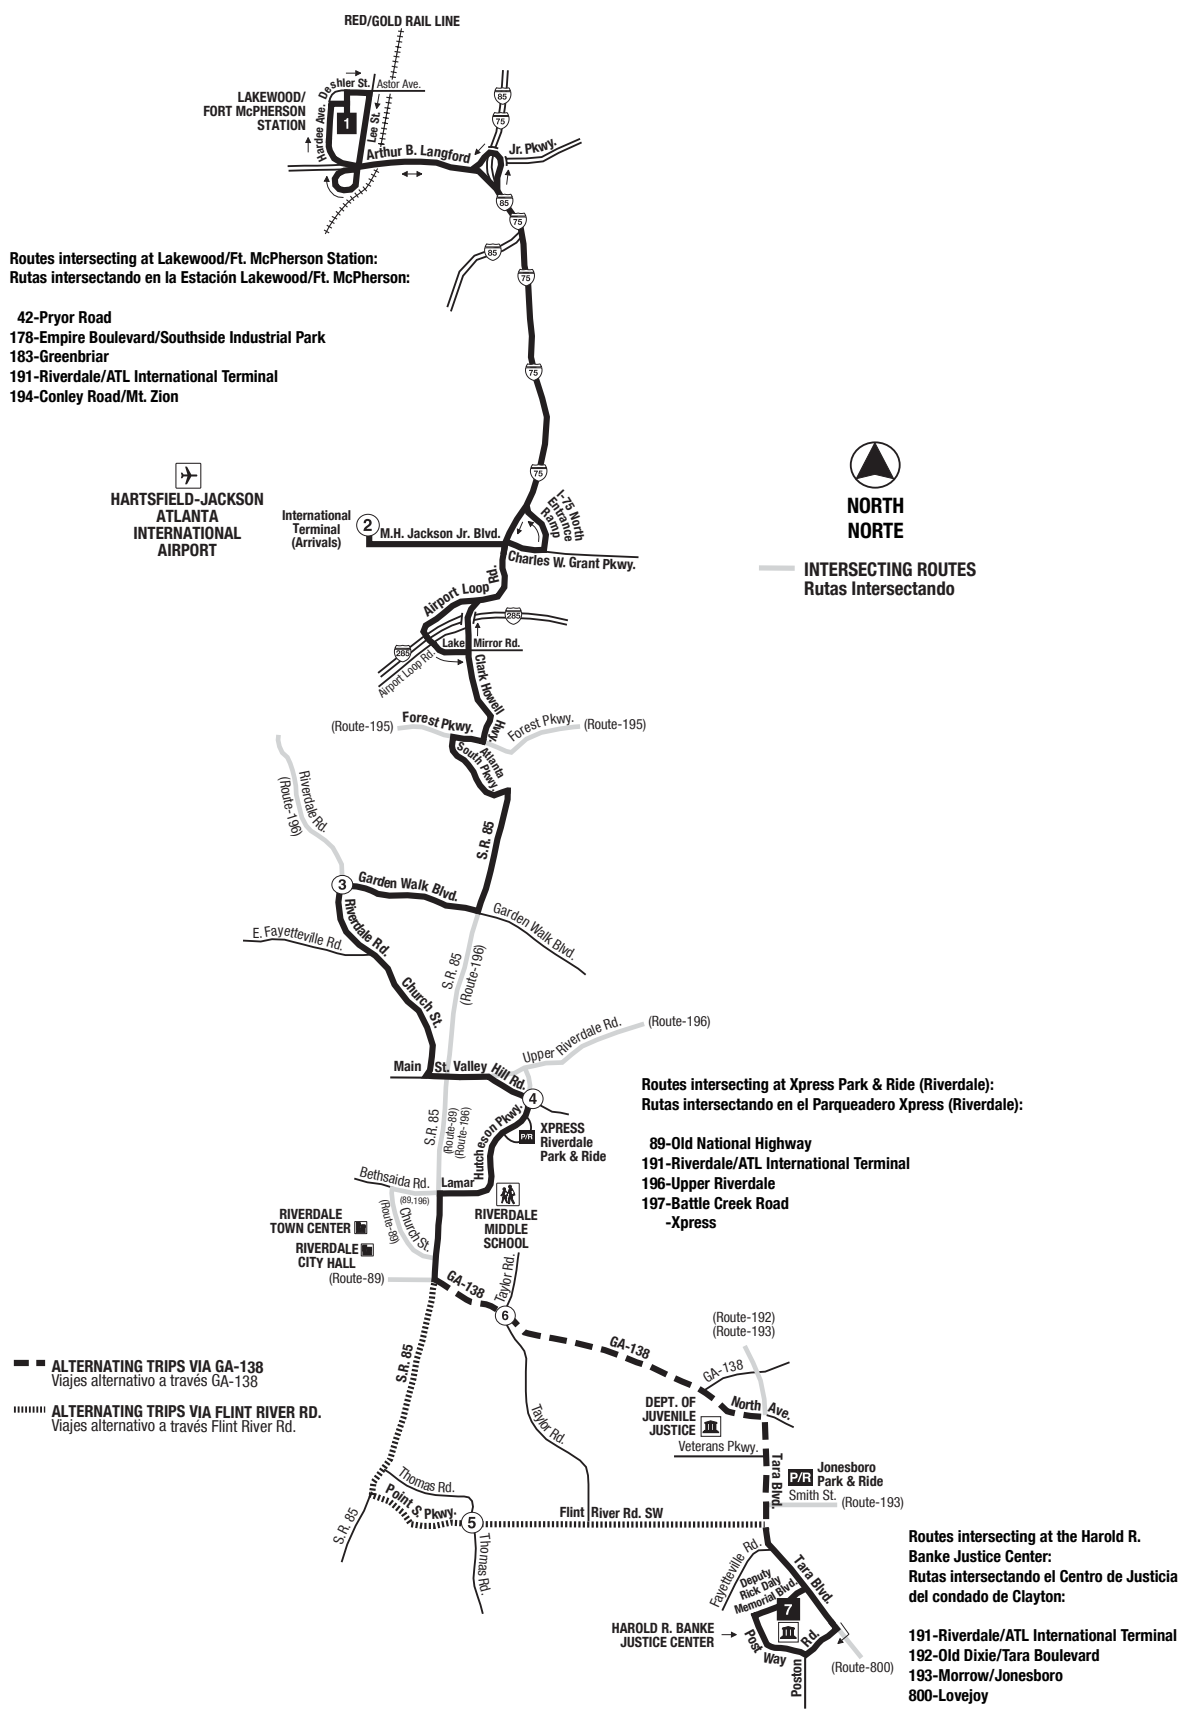 RED/GOLD RAIL LINE
Deshler St.
Astor Ave.
LAKEWOOD/
FORT McPHERSON
STATION
Hardee Ave.
1
Lee St.
85
75
Arthur B. Langford
Jr. Pkwy.
85
75
85
75
Routes intersecting at Lakewood/Ft. McPherson Station:
Rutas intersectando en la Estación Lakewood/Ft. McPherson:
42-Pryor Road
178-Empire Boulevard/Southside Industrial Park
183-Greenbriar
191-Riverdale/ATL International Terminal
194-Conley Road/Mt. Zion
75
75
HARTSFIELD-JACKSON
ATLANTA
INTERNATIONAL
AIRPORT
International
Terminal
(Arrivals)
2
M.H. Jackson Jr. Blvd.
I-75 North
Entrance
Ramp
Charles W. Grant Pkwy.
NORTH
NORTE
INTERSECTING ROUTES
Rutas Intersectando
Airport Loop
Rd.
285
285
Lake
Mirror Rd.
Airport Loop Rd.
Clark Howell
Hwy.
(Route-195)
Forest Pkwy.
Forest Pkwy.
(Route-195)
Atlanta
South Pkwy.
Riverdale Rd.
(Route-196)
S.R. 85
3
Garden Walk Blvd.
Garden Walk Blvd.
Riverdale Rd.
E. Fayetteville Rd.
S.R. 85
(Route-196)
Church St.
Upper Riverdale Rd.
(Route-196)
Main
St.
Valley
Hill Rd.
4
Routes intersecting at Xpress Park & Ride (Riverdale):
Rutas intersectando en el Parqueadero Xpress (Riverdale):
89-Old National Highway
191-Riverdale/ATL International Terminal
196-Upper Riverdale
197-Battle Creek Road
-Xpress
S.R. 85
(Route-89)
(Route-196)
Hutcheson Pkwy.
P/R
XPRESS
Riverdale
Park & Ride
Bethsaida Rd.
Lamar
(89,196)
(Route-89)
Church St.
RIVERDALE
TOWN CENTER
RIVERDALE
CITY HALL
(Route-89)
RIVERDALE
MIDDLE
SCHOOL
Taylor Rd.
GA-138
6
GA-138
(Route-192)
(Route-193)
GA-138
S.R. 85
ALTERNATING TRIPS VIA GA-138
Viajes alternativo a través GA-138
ALTERNATING TRIPS VIA FLINT RIVER RD.
Viajes alternativo a través Flint River Rd.
DEPT. OF
JUVENILE
JUSTICE
North
Ave.
Taylor Rd.
Veterans Pkwy.
Tara Blvd.
P/R
Jonesboro
Park & Ride
Smith St.
(Route-193)
Thomas Rd.
Point S. Pkwy.
5
Flint
River Rd. SW
S.R. 85
Thomas Rd.
Fayetteville Rd.
Tara Blvd.
Deputy
Rick Daly
Memorial Blvd.
7
HAROLD R. BANKE
JUSTICE CENTER
Post
Way
Poston
Rd.
(Route-800)
Routes intersecting at the Harold R.
Banke Justice Center:
Rutas intersectando el Centro de Justicia
del condado de Clayton:
191-Riverdale/ATL International Terminal
192-Old Dixie/Tara Boulevard
193-Morrow/Jonesboro
800-Lovejoy